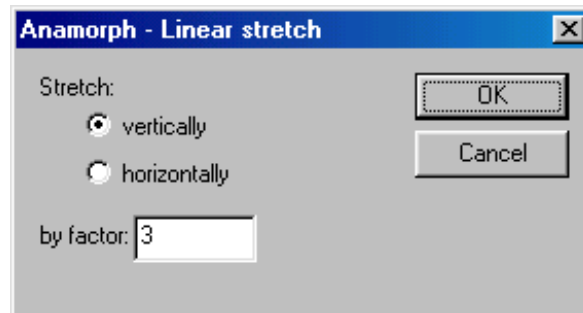 Anamorph - Linear stretch
Stretch:
OK
vertically
Cancel
horizontally
by factor: 3